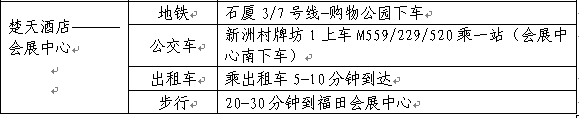 楚天酒店————
会展中心
地铁
石厦 3/7 号线-购物公园下车
公交车
新洲村牌坊 1 上车 M559/229/520 乘一站（会展中
心南下车）
出租车
乘出租车 5-10 分钟到达
步行
20-30 分钟到福田会展中心